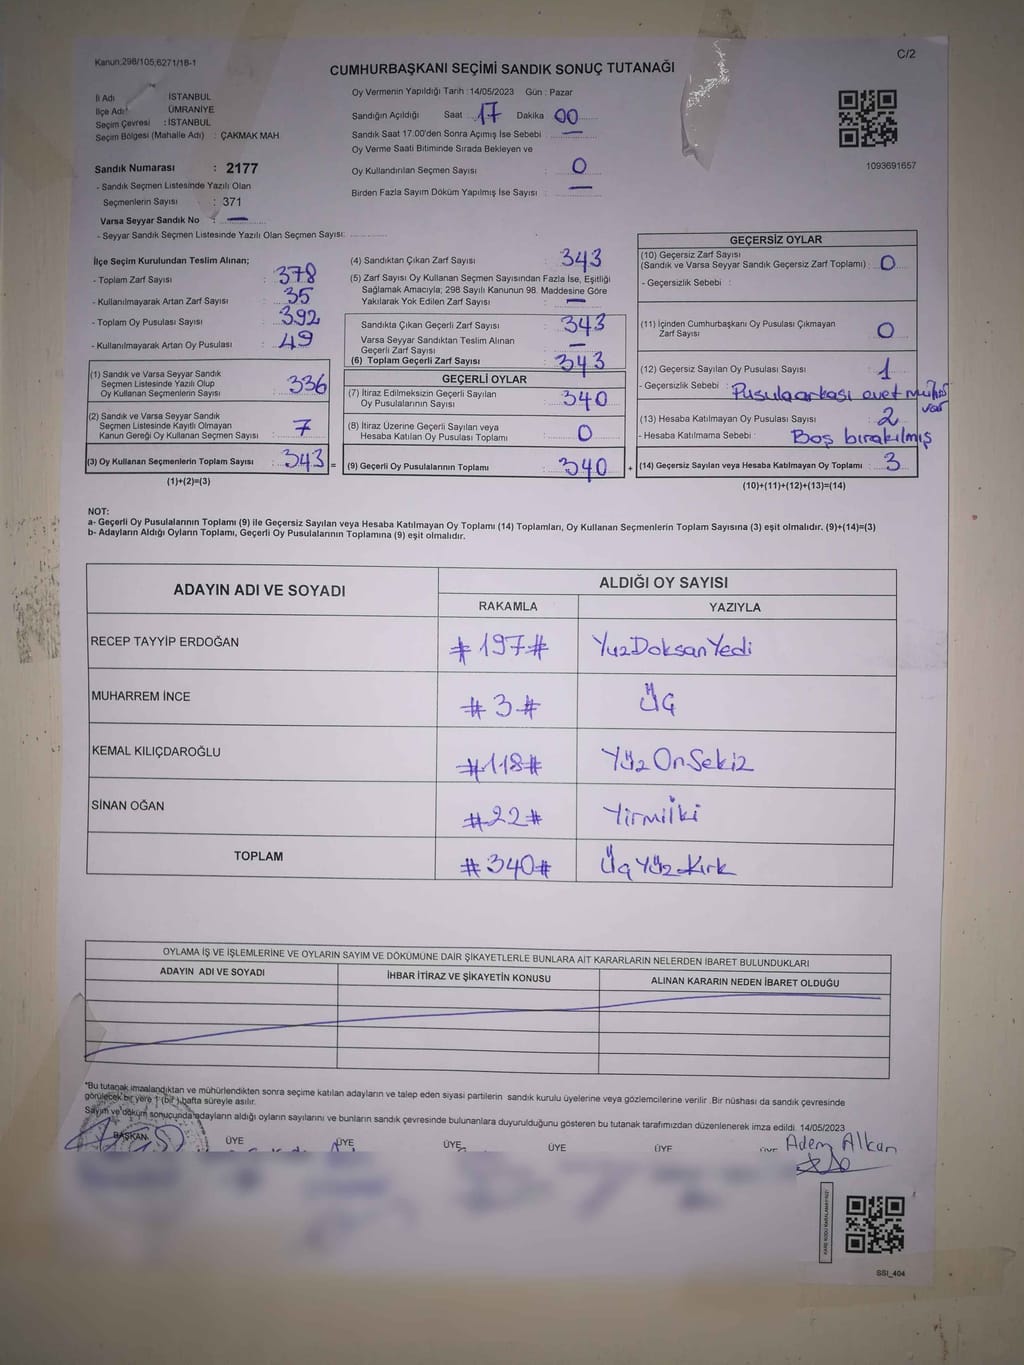 Kanun;298/105;6271/18-1
C/2
CUMHURBAŞKANI SEÇİMİ SANDIK SONUÇ TUTANAĞI
İl Adı İSTANBUL
İlçe Adı ÜMRANİYE
Seçim Çevresi : İSTANBUL
Seçim Bölgesi (Mahalle Adı) : ÇAKMAK MAH
Sandık Numarası : 2177
- Sandık Seçmen Listesinde Yazılı Olan
Seçmenlerin Sayısı : 371
Varsa Seyyar Sandık No : —
- Seyyar Sandık Seçmen Listesinde Yazılı Olan Seçmen Sayısı:
Oy Vermenin Yapıldığı Tarih :14/05/2023 Gün : Pazar
Sandığın Açıldığı Saat 17 Dakika 00
Sandık Saat 17.00'den Sonra Açımış İse Sebebi : —
Oy Verme Saati Bitiminde Sırada Bekleyen ve
Oy Kullandırılan Seçmen Sayısı : 0
Birden Fazla Sayım Döküm Yapılmış İse Sayısı : —
1093691657
İlçe Seçim Kurulundan Teslim Alınan;
- Toplam Zarf Sayısı : 378
- Kullanılmayarak Artan Zarf Sayısı : 35
- Toplam Oy Pusulası Sayısı : 392
- Kullanılmayarak Artan Oy Pusulası : 49
(1) Sandık ve Varsa Seyyar Sandık
Seçmen Listesinde Yazılı Olup
Oy Kullanan Seçmenlerin Sayısı : 336
(2) Sandık ve Varsa Seyyar Sandık
Seçmen Listesinde Kayıtlı Olmayan
Kanun Gereği Oy Kullanan Seçmen Sayısı : 7
(3) Oy Kullanan Seçmenlerin Toplam Sayısı : 343 =
(1)+(2)=(3)
(4) Sandıktan Çıkan Zarf Sayısı : 343
(5) Zarf Sayısı Oy Kullanan Seçmen Sayısından Fazla İse, Eşitliği
Sağlamak Amacıyla; 298 Sayılı Kanunun 98. Maddesine Göre
Yakılarak Yok Edilen Zarf Sayısı : —
Sandıkta Çıkan Geçerli Zarf Sayısı : 343
Varsa Seyyar Sandıktan Teslim Alınan
Geçerli Zarf Sayısı : —
(6) Toplam Geçerli Zarf Sayısı : 343
GEÇERLİ OYLAR
(7) İtiraz Edilmeksizin Geçerli Sayılan
Oy Pusulalarının Sayısı : 340
(8) İtiraz Üzerine Geçerli Sayılan veya
Hesaba Katılan Oy Pusulası Toplamı : 0
(9) Geçerli Oy Pusulalarının Toplamı : 340 +
GEÇERSİZ OYLAR
(10) Geçersiz Zarf Sayısı
(Sandık ve Varsa Seyyar Sandık Geçersiz Zarf Toplamı) : 0
- Geçersizlik Sebebi :
(11) İçinden Cumhurbaşkanı Oy Pusulası Çıkmayan
Zarf Sayısı : 0
(12) Geçersiz Sayılan Oy Pusulası Sayısı : 1
- Geçersizlik Sebebi : Pusula arkası evet mühü
var
(13) Hesaba Katılmayan Oy Pusulası Sayısı : 2
- Hesaba Katılmama Sebebi : Boş bırakılmış
(14) Geçersiz Sayılan veya Hesaba Katılmayan Oy Toplamı : 3
(10)+(11)+(12)+(13)=(14)
NOT:
a- Geçerli Oy Pusulalarının Toplamı (9) ile Geçersiz Sayılan veya Hesaba Katılmayan Oy Toplamı (14) Toplamları, Oy Kullanan Seçmenlerin Toplam Sayısına (3) eşit olmalıdır. (9)+(14)=(3)
b- Adayların Aldığı Oyların Toplamı, Geçerli Oy Pusulalarının Toplamına (9) eşit olmalıdır.
ADAYIN ADI VE SOYADI ALDIĞI OY SAYISI
RAKAMLA YAZIYLA
RECEP TAYYİP ERDOĞAN #197# YüzDoksanYedi
MUHARREM İNCE #3# Üç
KEMAL KILIÇDAROĞLU #118# YüzOnSekiz
SİNAN OĞAN #22# Yirmiİki
TOPLAM #340# ÜçYüzKırk
OYLAMA İŞ VE İŞLEMLERİNE VE OYLARIN SAYIM VE DÖKÜMÜNE DAİR ŞİKAYETLERLE BUNLARA AİT KARARLARIN NELERDEN İBARET BULUNDUKLARI
ADAYIN ADI VE SOYADI İHBAR İTİRAZ VE ŞİKAYETİN KONUSU ALINAN KARARIN NEDEN İBARET OLDUĞU
"Bu tutanak imzalandıktan ve mühürlendikten sonra seçime katılan adayların ve talep eden siyasi partilerin sandık kurulu üyelerine veya gözlemcilerine verilir .Bir nüshası da sandık çevresinde
görülecek bir yere 1 (bir) hafta süreyle asılır.
Sayım ve döküm sonucunda adayların aldığı oyların sayılarını ve bunların sandık çevresinde bulunanlara duyurulduğunu gösteren bu tutanak tarafımızdan düzenlenerek imza edildi. 14/05/2023
BAŞKAN ÜYE ÜYE ÜYE ÜYE ÜYE ÜYE Adem Alkan
SSI_404